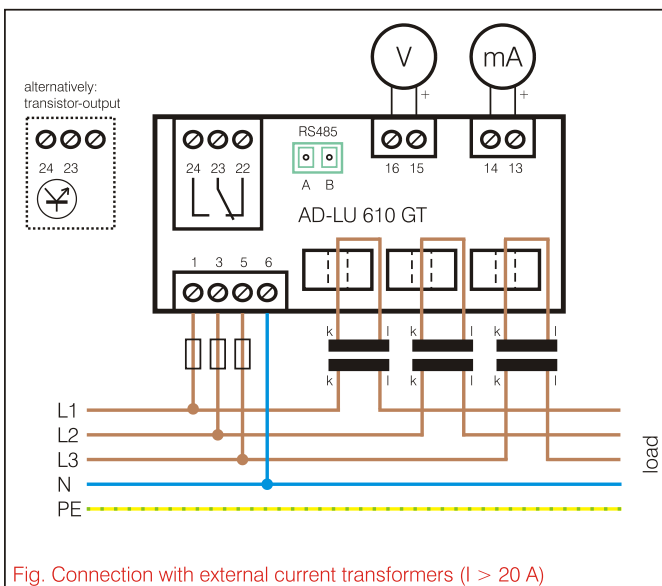 V
mA
+
+
alternatively:
transistor-output
24 23
24 23 22
RS485
A B
16 15
14 13
AD-LU 610 GT
1 3 5 6
k l k l k l
k l k l k l
L1
L2
L3
N
PE
load
Fig. Connection with external current transformers (I > 20 A)